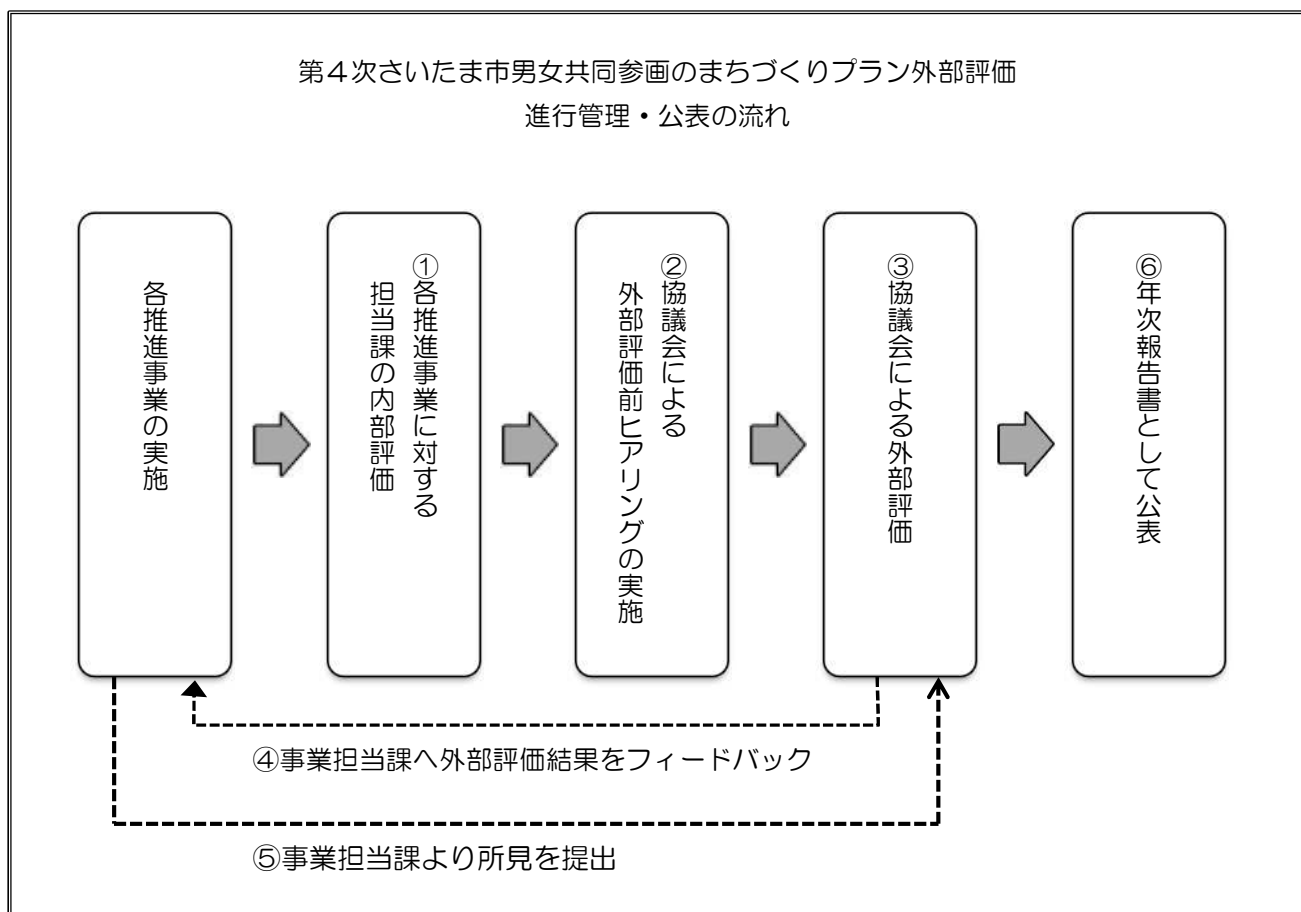 第４次さいたま市男女共同参画のまちづくりプラン外部評価
進行管理・公表の流れ
各推進事業の実施
①各推進事業に対する
担当課の内部評価
②協議会による
外部評価前ヒアリングの実施
③協議会による外部評価
⑥年次報告書として公表
④事業担当課へ外部評価結果をフィードバック
⑤事業担当課より所見を提出